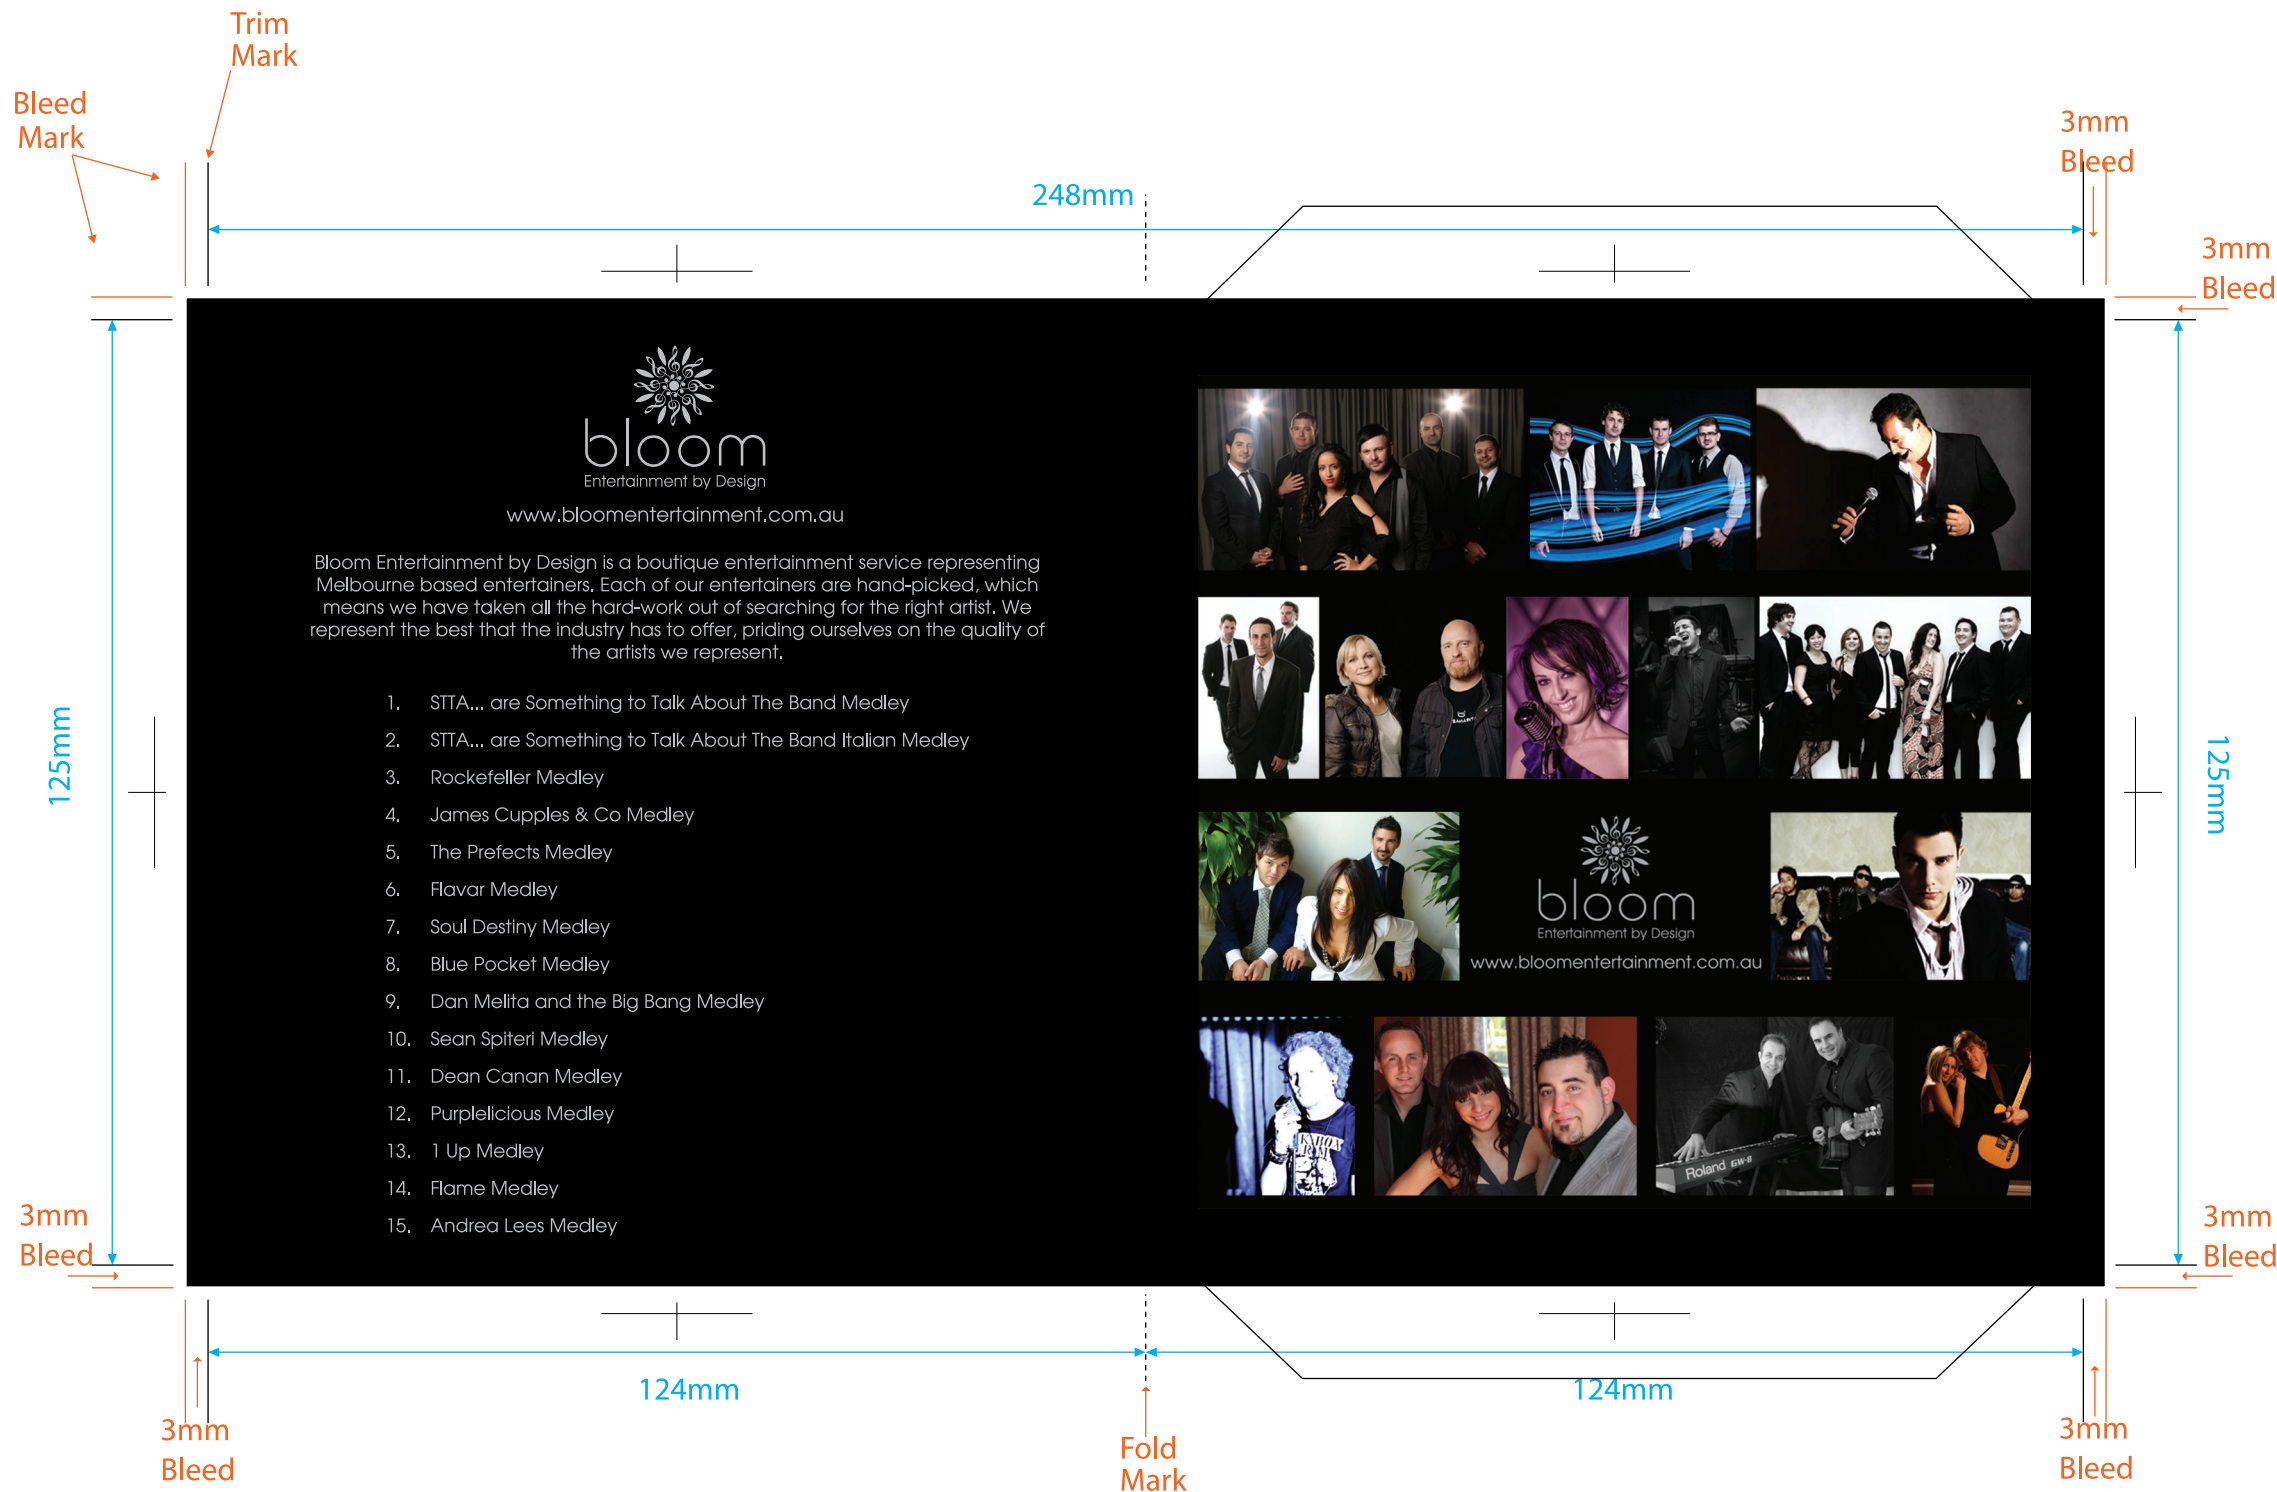 Trim
Mark
Bleed
Mark
3mm
Bleed
248mm
3mm
Bleed
bloom
Entertainment by Design
www.bloomentertainment.com.au
Bloom Entertainment by Design is a boutique entertainment service representing
Melbourne based entertainers. Each of our entertainers are hand-picked, which
means we have taken all the hard-work out of searching for the right artist. We
represent the best that the industry has to offer, priding ourselves on the quality of
the artists we represent.
1. STTA... are Something to Talk About The Band Medley
2. STTA... are Something to Talk About The Band Italian Medley
3. Rockefeller Medley
4. James Cupples & Co Medley
5. The Prefects Medley
6. Flavar Medley
7. Soul Destiny Medley
8. Blue Pocket Medley
9. Dan Melita and the Big Bang Medley
10. Sean Spiteri Medley
11. Dean Canan Medley
12. Purplelicious Medley
13. 1 Up Medley
14. Flame Medley
15. Andrea Lees Medley
125mm
bloom
Entertainment by Design
www.bloomentertainment.com.au
Roland GW-8
125mm
3mm
Bleed
3mm
Bleed
124mm
124mm
3mm
Bleed
Fold
Mark
3mm
Bleed